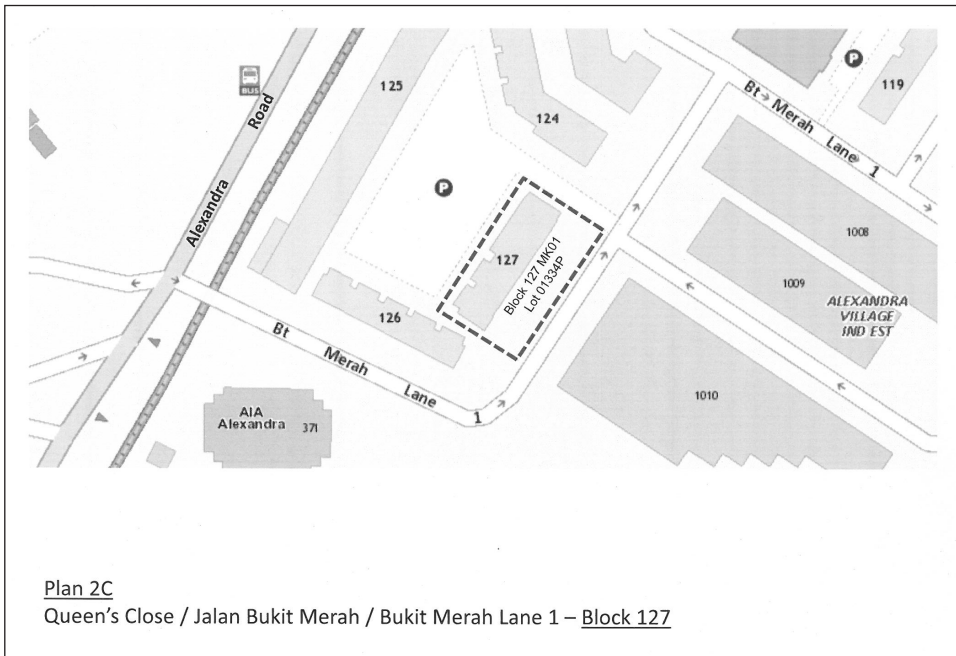 BUS
Alexandra Road
125
124
P
119
Bt Merah Lane 1
P
127
Block 127 MK01
Lot 01334P
1008
1009
ALEXANDRA
VILLAGE
IND EST
126
Bt Merah Lane 1
1010
AIA
Alexandra 371
Plan 2C
Queen's Close / Jalan Bukit Merah / Bukit Merah Lane 1 – Block 127